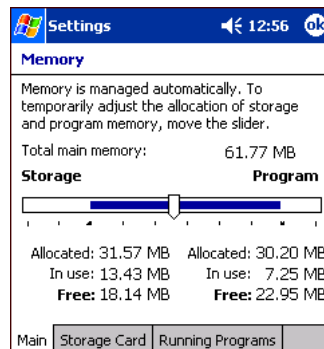 Settings 12:56 ok
Memory
Memory is managed automatically. To
temporarily adjust the allocation of storage
and program memory, move the slider.
Total main memory: 61.77 MB
Storage Program
Allocated: 31.57 MB Allocated: 30.20 MB
In use: 13.43 MB In use: 7.25 MB
Free: 18.14 MB Free: 22.95 MB
Main Storage Card Running Programs